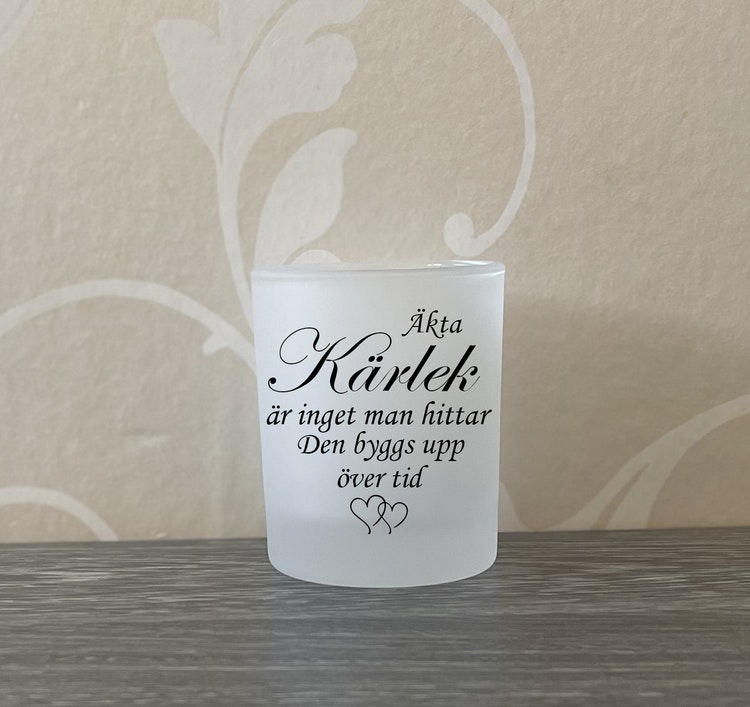 Äkta
Kärlek
är inget man hittar
Den byggs upp
över tid